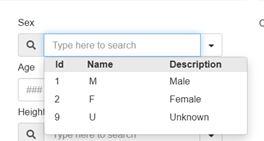 Sex
Type here to search
Id Name Description
1 M Male
Age
### 2 F Female
9 U Unknown
Height
Type here to search